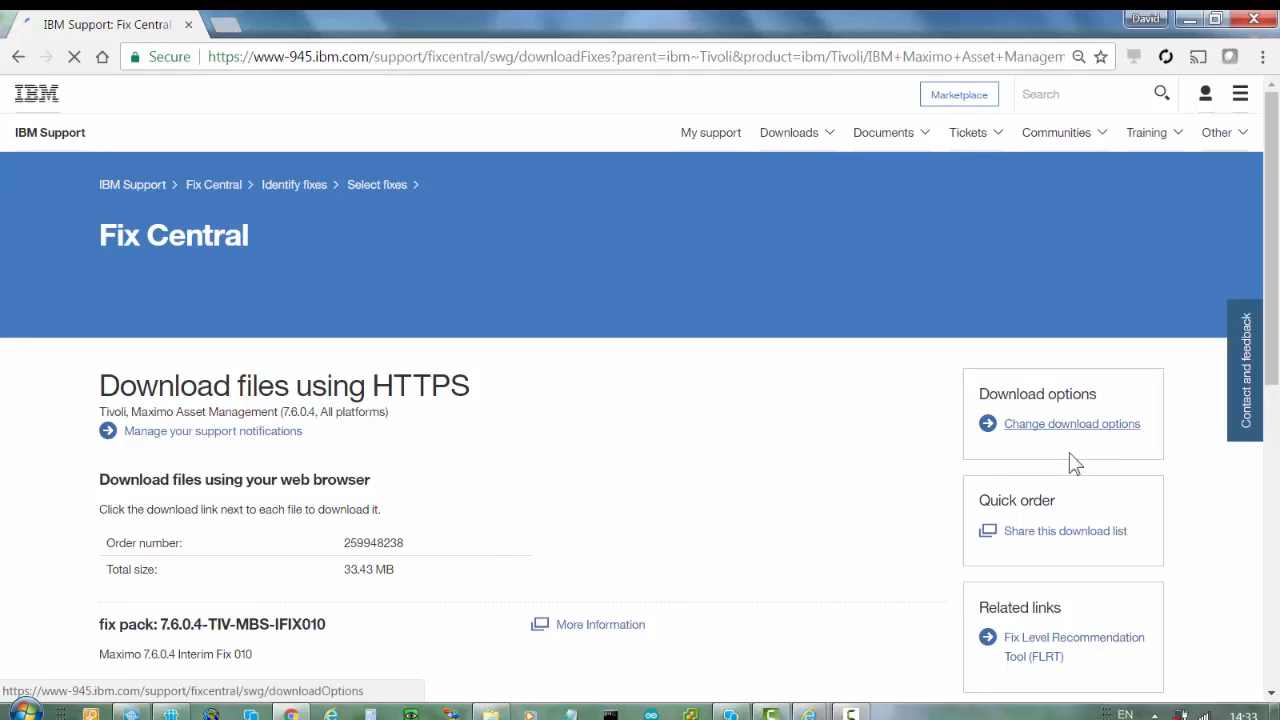 IBM Support: Fix Central
David
Secure
https://www-945.ibm.com/support/fixcentral/swg/downloadFixes?parent=ibm~Tivoli&product=ibm/Tivoli/IBM+Maximo+Asset+Managem
IBM
Marketplace
Search
IBM Support
My support
Downloads
Documents
Tickets
Communities
Training
Other
IBM Support > Fix Central > Identify fixes > Select fixes >
Fix Central
Contact and feedback
Download files using HTTPS
Tivoli, Maximo Asset Management (7.6.0.4, All platforms)
Manage your support notifications
Download files using your web browser
Click the download link next to each file to download it.
Order number: 259948238
Total size: 33.43 MB
fix pack: 7.6.0.4-TIV-MBS-IFIX010
More Information
Maximo 7.6.0.4 Interim Fix 010
Download options
Change download options
Quick order
Share this download list
Related links
Fix Level Recommendation
Tool (FLRT)
https://www-945.ibm.com/support/fixcentral/swg/downloadOptions
EN
14:33